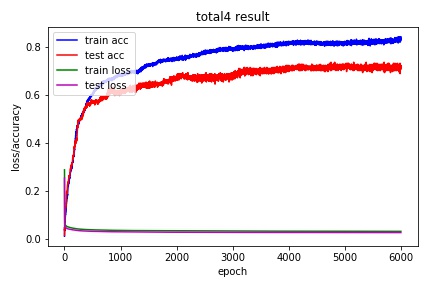 total4 result
train acc
test acc
train loss
test loss
loss/accuracy
0.8
0.6
0.4
0.2
0.0
0 1000 2000 3000 4000 5000 6000
epoch